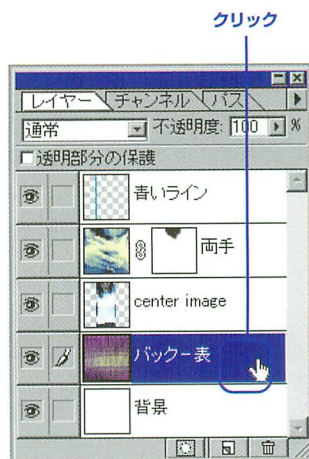 クリック
レイヤー チャンネル パス
通常 不透明度: 100 %
透明部分の保護
青いライン
両手
center image
バックー表
背景